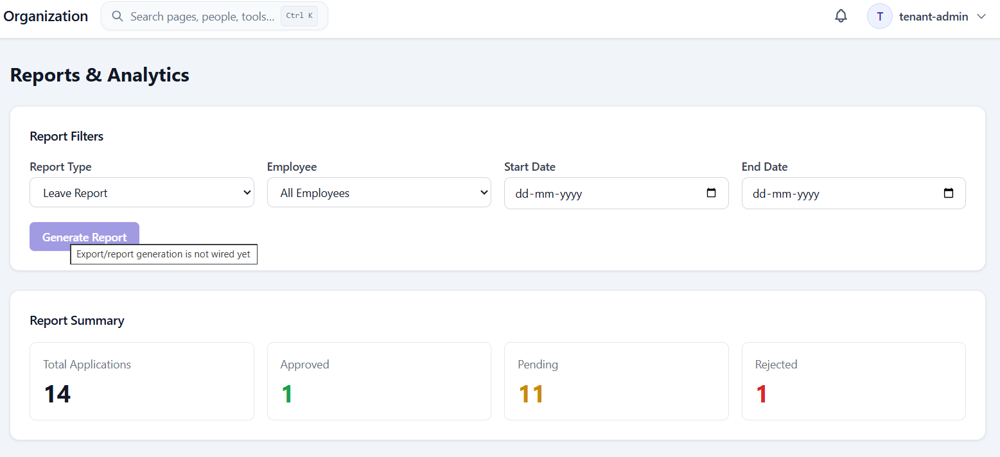 Organization
Search pages, people, tools...
Ctrl K
T
tenant-admin
Reports & Analytics
Report Filters
Report Type
Employee
Start Date
End Date
Leave Report
All Employees
dd-mm-yyyy
dd-mm-yyyy
Generate Report
Export/report generation is not wired yet
Report Summary
Total Applications
14
Approved
1
Pending
11
Rejected
1